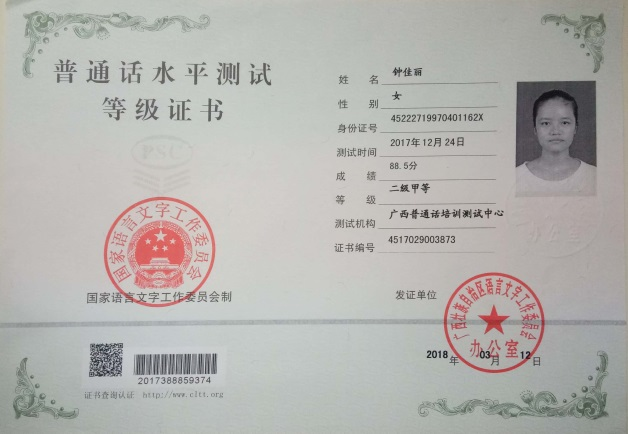 普通话水平测试
等级证书
PSC
国家语言文字工作委员会
国家语言文字工作委员会制
2017388859374
证书查询认证 http://www.cltt.org
姓 名 钟佳丽
性 别 女
身份证号 45222719970401162X
测试时间 2017年12月24日
成 绩 88.5分
等 级 二级甲等
测试机构 广西普通话培训测试中心
证书编号 4517029003873
发证单位
广西壮族自治区语言文字工作委员会
办公室
2018 年 03 月 12 日